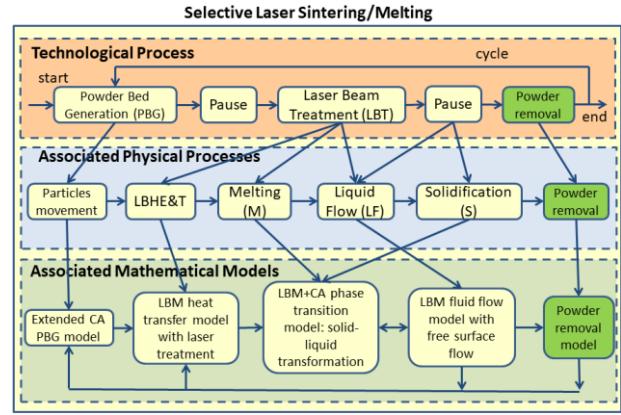 Selective Laser Sintering/Melting
Technological Process
cycle
start
Powder Bed
Generation (PBG)
Pause
Laser Beam
Treatment (LBT)
Pause
Powder
removal
end
Associated Physical Processes
Particles
movement
LBHE&T
Melting
(M)
Liquid
Flow (LF)
Solidification
(S)
Powder
removal
Associated Mathematical Models
Extended CA
PBG model
LBM heat
transfer model
with laser
treatment
LBM+CA phase
transition
model: solid-
liquid
transformation
LBM fluid flow
model with
free surface
flow
Powder
removal
model